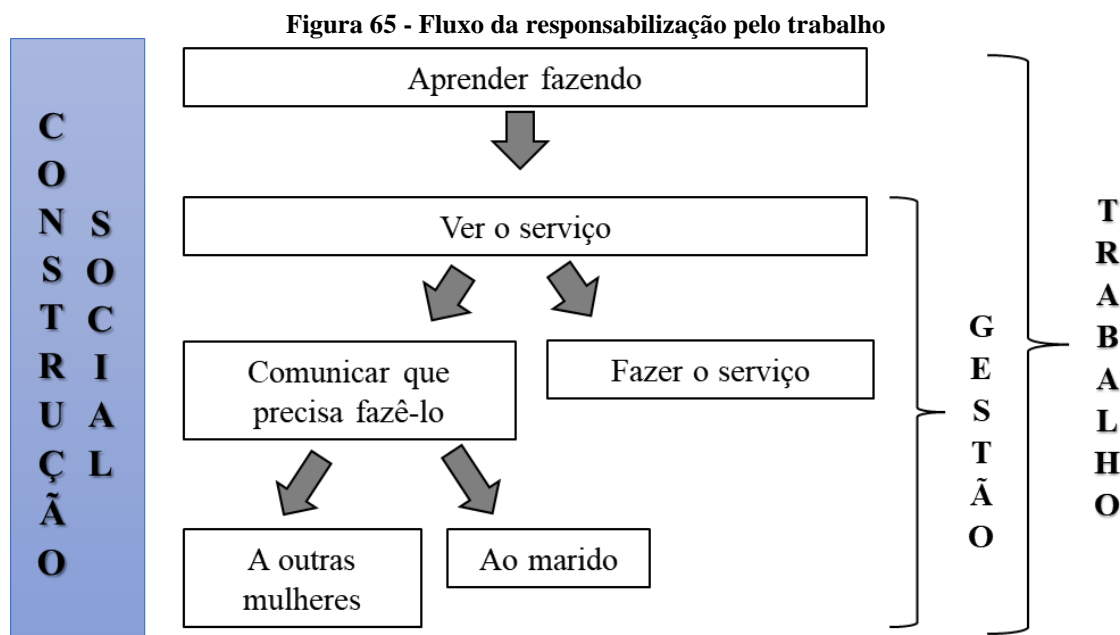 Figura 65 - Fluxo da responsabilização pelo trabalho
CONSTRUÇÃO
SOCIAL
Aprender fazendo
Ver o serviço
Comunicar que
precisa fazê-lo
Fazer o serviço
A outras
mulheres
Ao marido
GESTÃO
TRABALHO